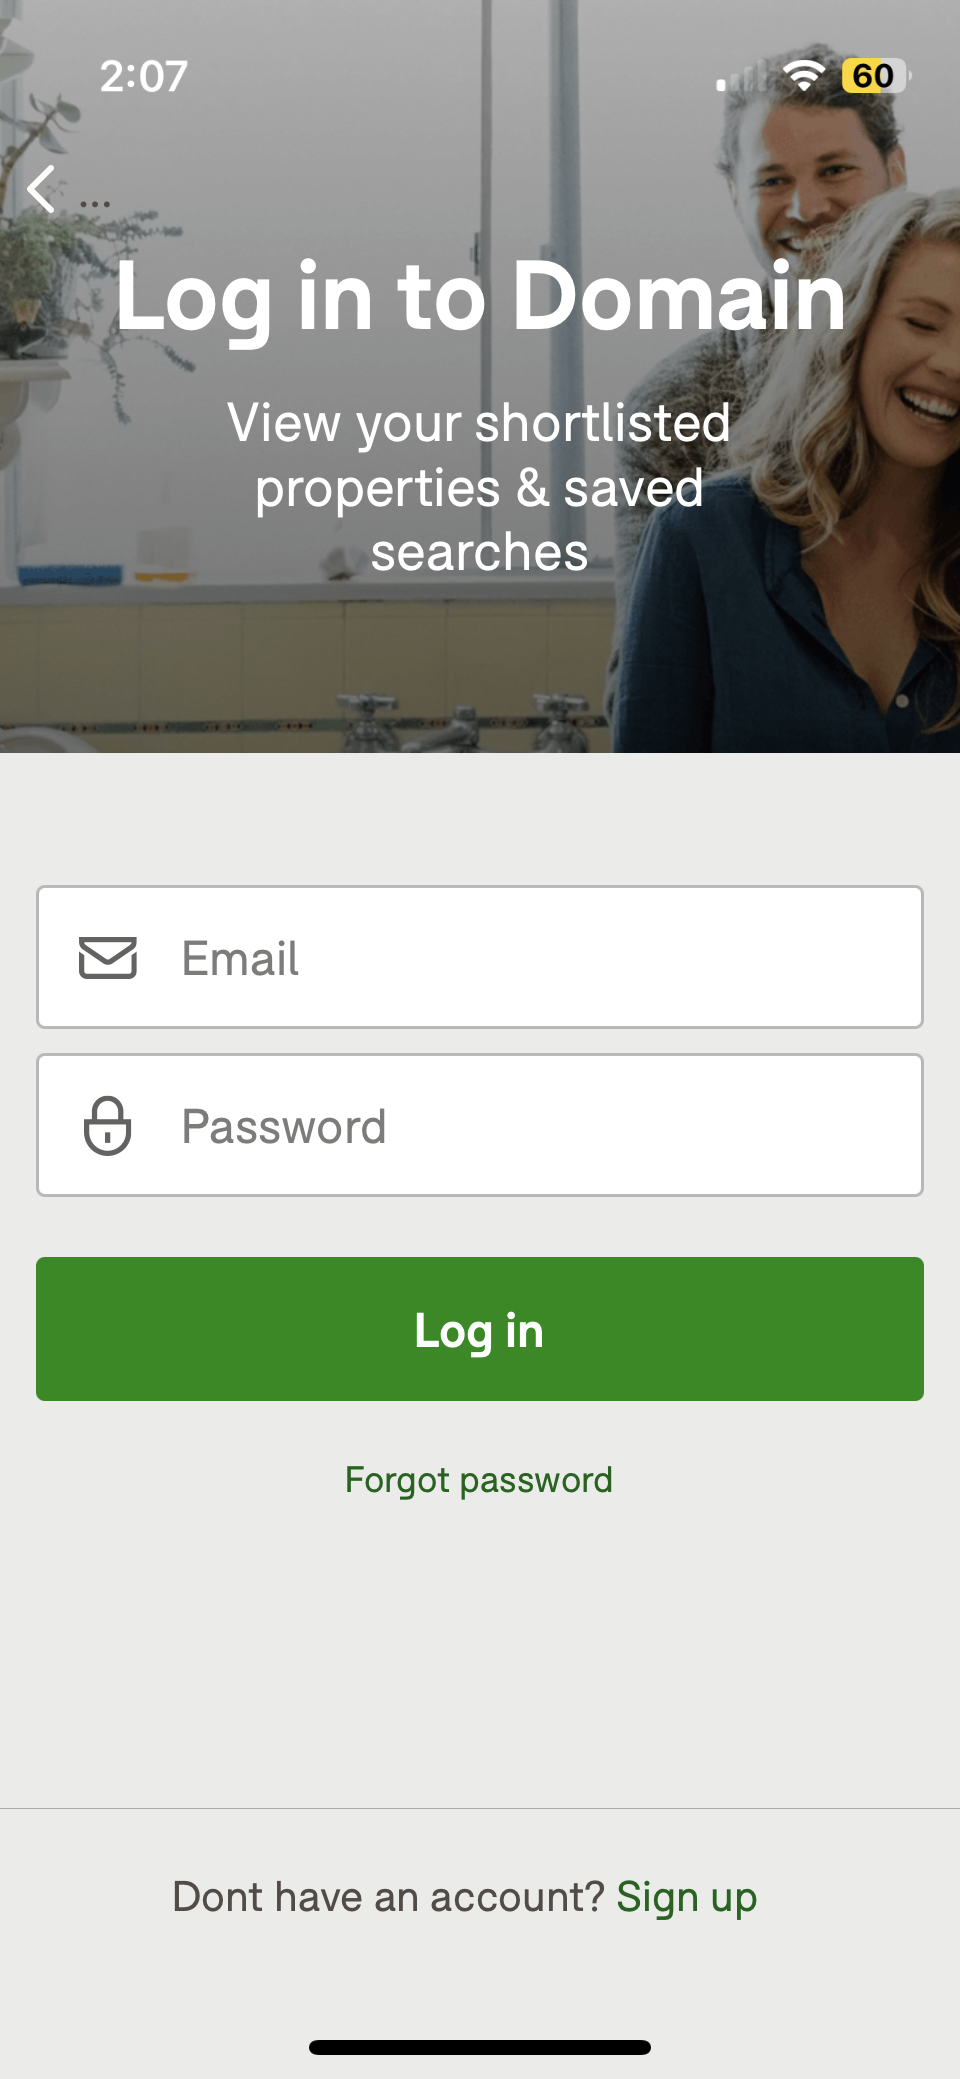 2:07
60
...
Log in to Domain
View your shortlisted
properties & saved
searches
Email
Password
Log in
Forgot password
Dont have an account? Sign up